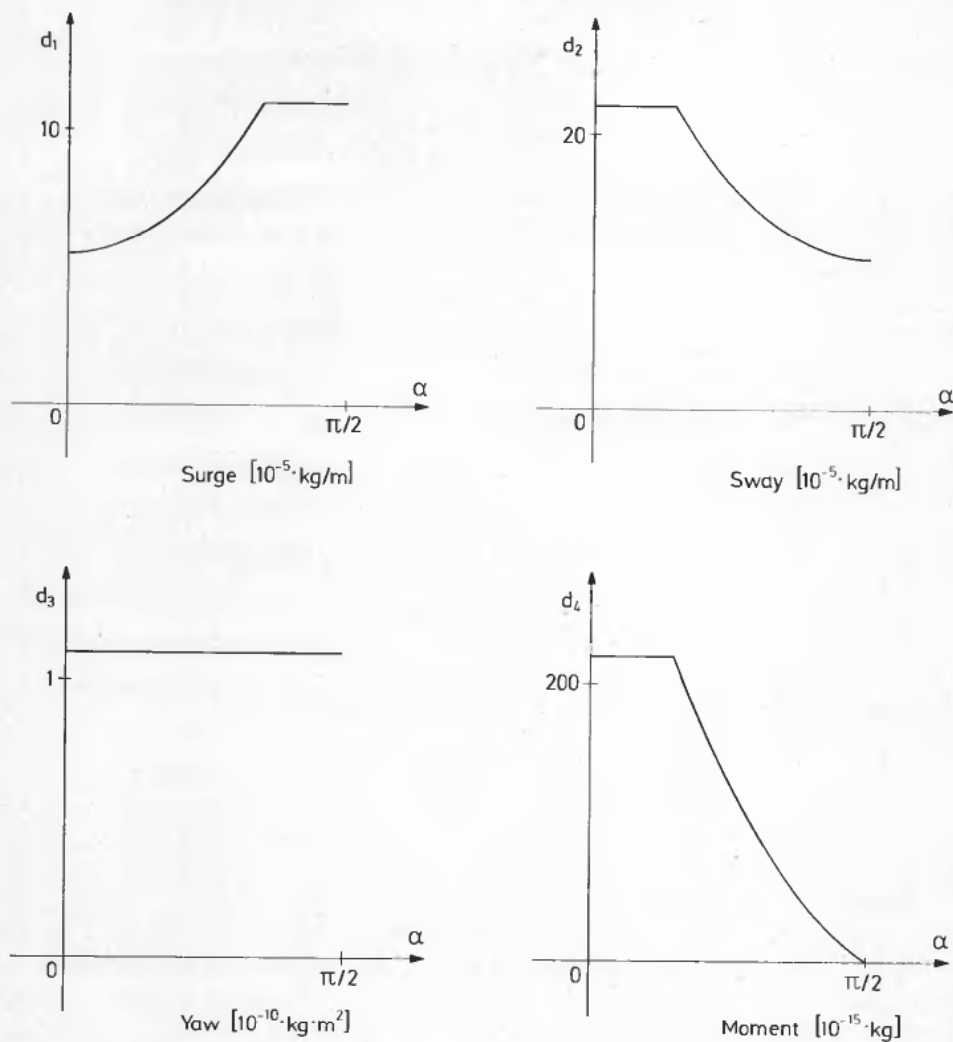 d₁
10
0
π/2
α
Surge [10⁻⁵·kg/m]
d₂
20
0
π/2
α
Sway [10⁻⁵·kg/m]
d₃
1
0
π/2
α
Yaw [10⁻¹⁰·kg·m²]
d₄
200
0
π/2
α
Moment [10⁻¹⁵·kg]